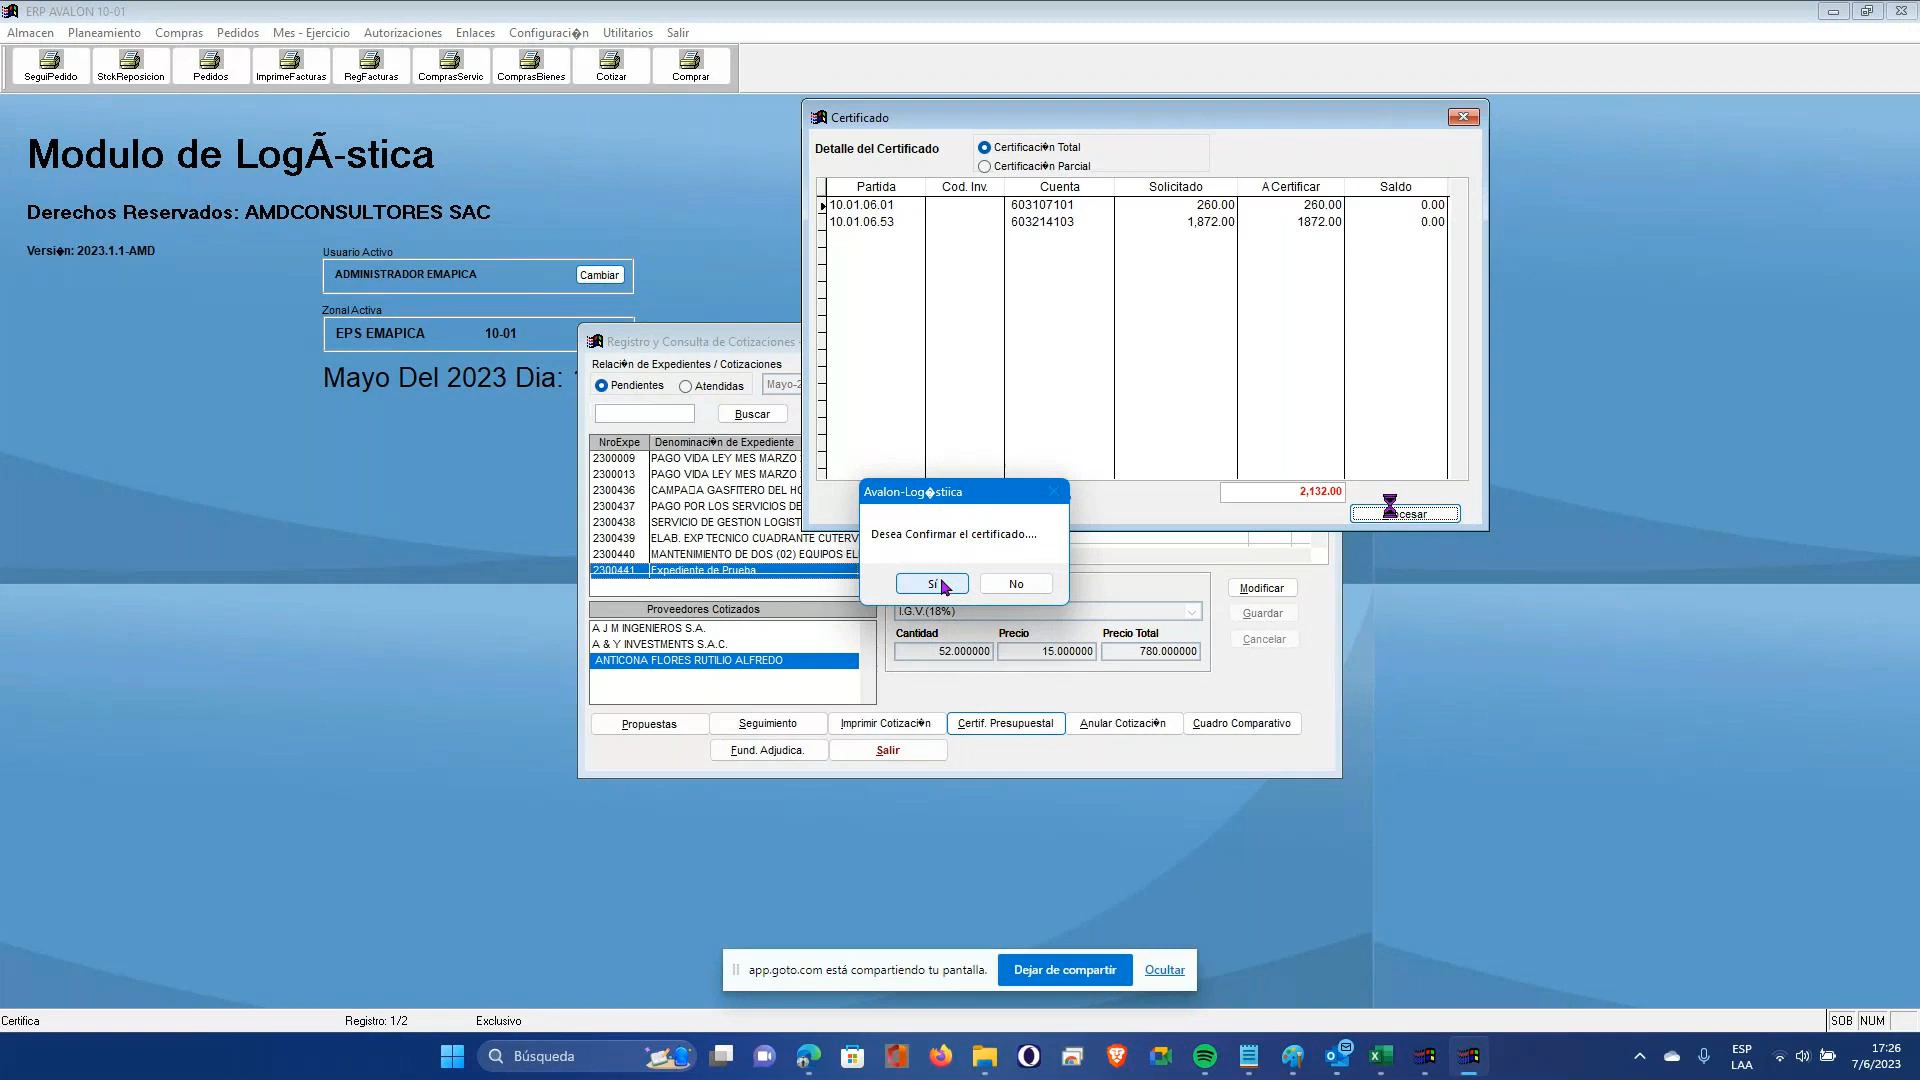 ERP AVALON 10-01
Almacen Planeamiento Compras Pedidos Mes - Ejercicio Autorizaciones Enlaces Configuraci�n Utilitarios Salir
SeguiPedido StckReposicion Pedidos ImprimeFacturas RegFacturas ComprasServic ComprasBienes Cotizar Comprar
Modulo de LogÃ-stica
Derechos Reservados: AMDCONSULTORES SAC
Versi�n: 2023.1.1-AMD
Usuario Activo
ADMINISTRADOR EMAPICA Cambiar
Zonal Activa
EPS EMAPICA 10-01
Mayo Del 2023 Dia:
Certificado
Detalle del Certificado
Certificaci�n Total
Certificaci�n Parcial
Partida Cod. Inv. Cuenta Solicitado A Certificar Saldo
10.01.06.01 603107101 260.00 260.00 0.00
10.01.06.53 603214103 1,872.00 1872.00 0.00
2,132.00
Registro y Consulta de Cotizaciones -
Relaci�n de Expedientes / Cotizaciones
Pendientes Atendidas Mayo-2
Buscar
NroExpe Denominaci�n de Expediente
2300009 PAGO VIDA LEY MES MARZO
2300013 PAGO VIDA LEY MES MARZO
2300436 CAMPA□A GASFITERO DEL HO
2300437 PAGO POR LOS SERVICIOS DE
2300438 SERVICIO DE GESTION LOGIST
2300439 ELAB. EXP TECNICO CUADRANTE CUTERV
2300440 MANTENIMIENTO DE DOS (02) EQUIPOS EL
2300441 Expediente de Prueba
Avalon-Log�stiica
Desea Confirmar el certificado....
Sí No
Proveedores Cotizados
A J M INGENIEROS S.A.
A & Y INVESTMENTS S.A.C.
ANTICONA FLORES RUTILIO ALFREDO
I.G.V.(18%)
Cantidad Precio Precio Total
52.000000 15.000000 780.000000
Modificar
Guardar
Cancelar
Propuestas Seguimiento Imprimir Cotizaci�n Certif. Presupuestal Anular Cotizaci�n Cuadro Comparativo
Fund. Adjudica. Salir
app.goto.com está compartiendo tu pantalla. Dejar de compartir Ocultar
Certifica Registro: 1/2 Exclusivo SOB NUM
Búsqueda
ESP
LAA
17:26
7/6/2023